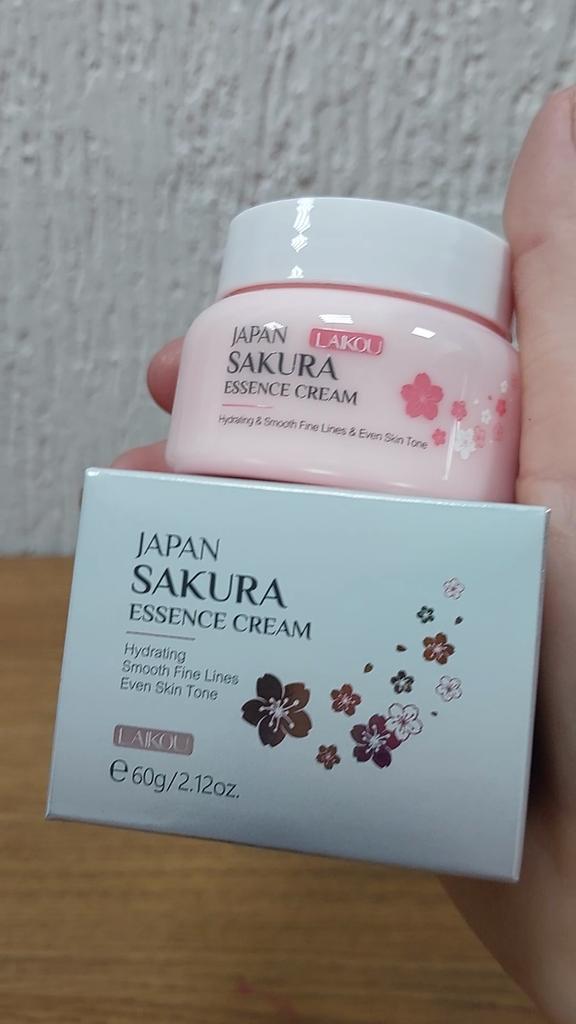 JAPAN LAIKOU
SAKURA
ESSENCE CREAM
Hydrating & Smooth Fine Lines & Even Skin Tone
JAPAN
SAKURA
ESSENCE CREAM
Hydrating
Smooth Fine Lines
Even Skin Tone
LAIKOU
℮60g/2.12oz.